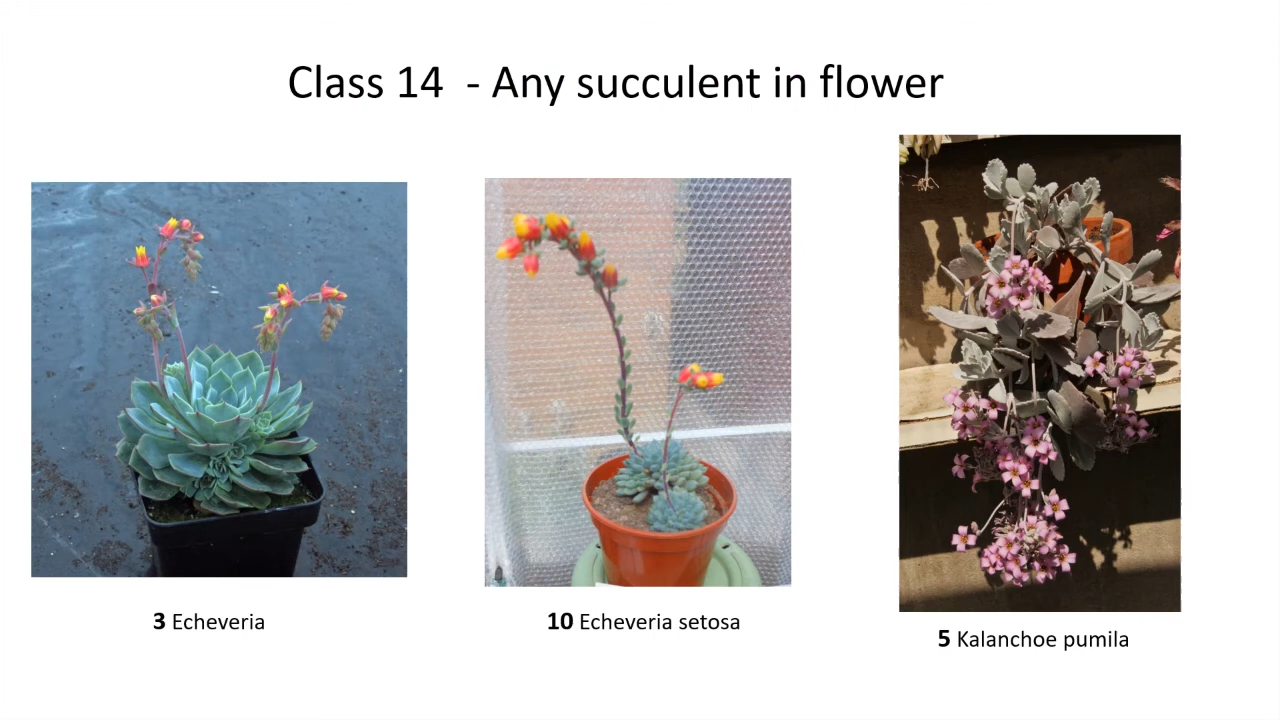 Class 14  - Any succulent in flower
3 Echeveria
10 Echeveria setosa
5 Kalanchoe pumila